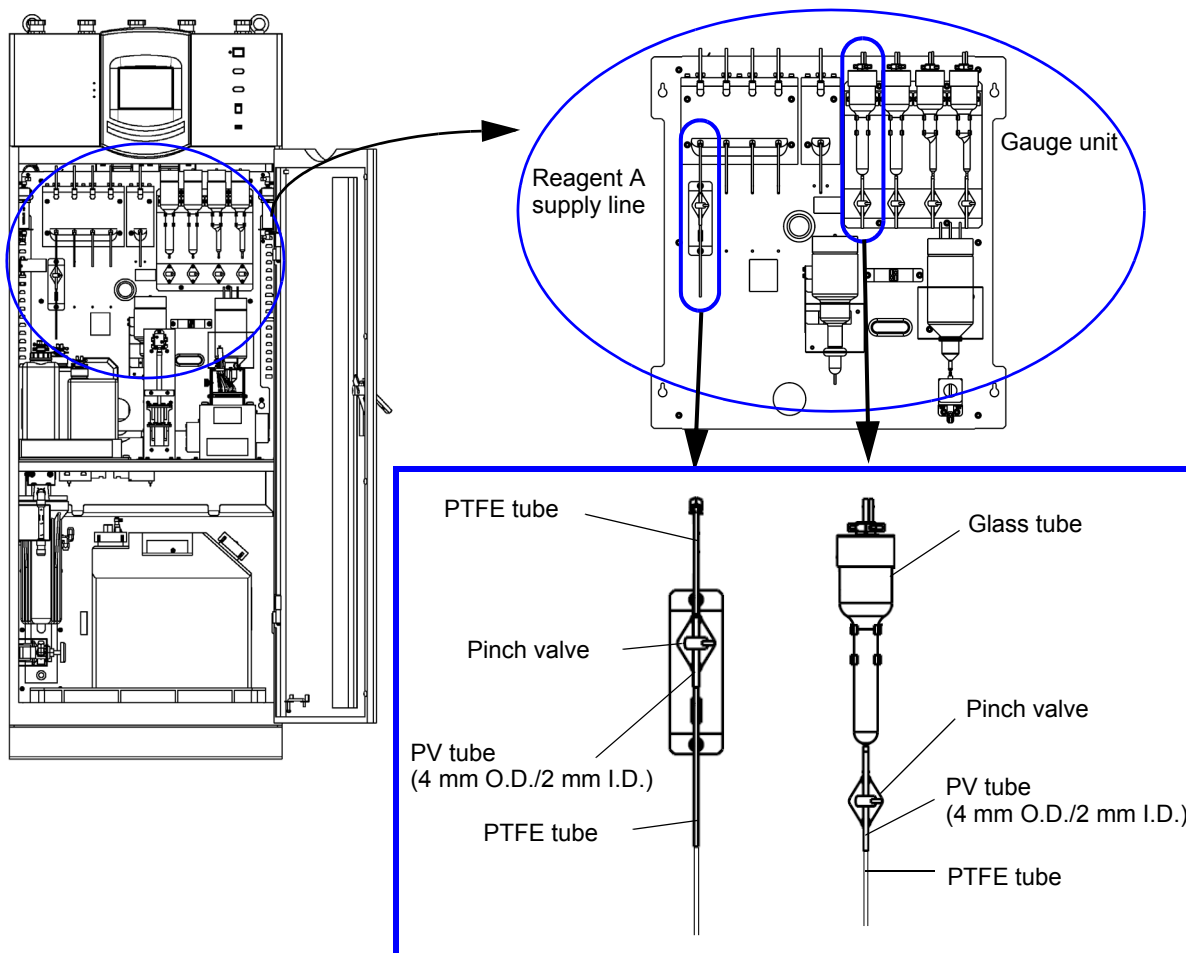 Gauge unit
Reagent A
supply line
PTFE tube
Glass tube
Pinch valve
Pinch valve
PV tube
(4 mm O.D./2 mm I.D.)
PV tube
(4 mm O.D./2 mm I.D.)
PTFE tube
PTFE tube